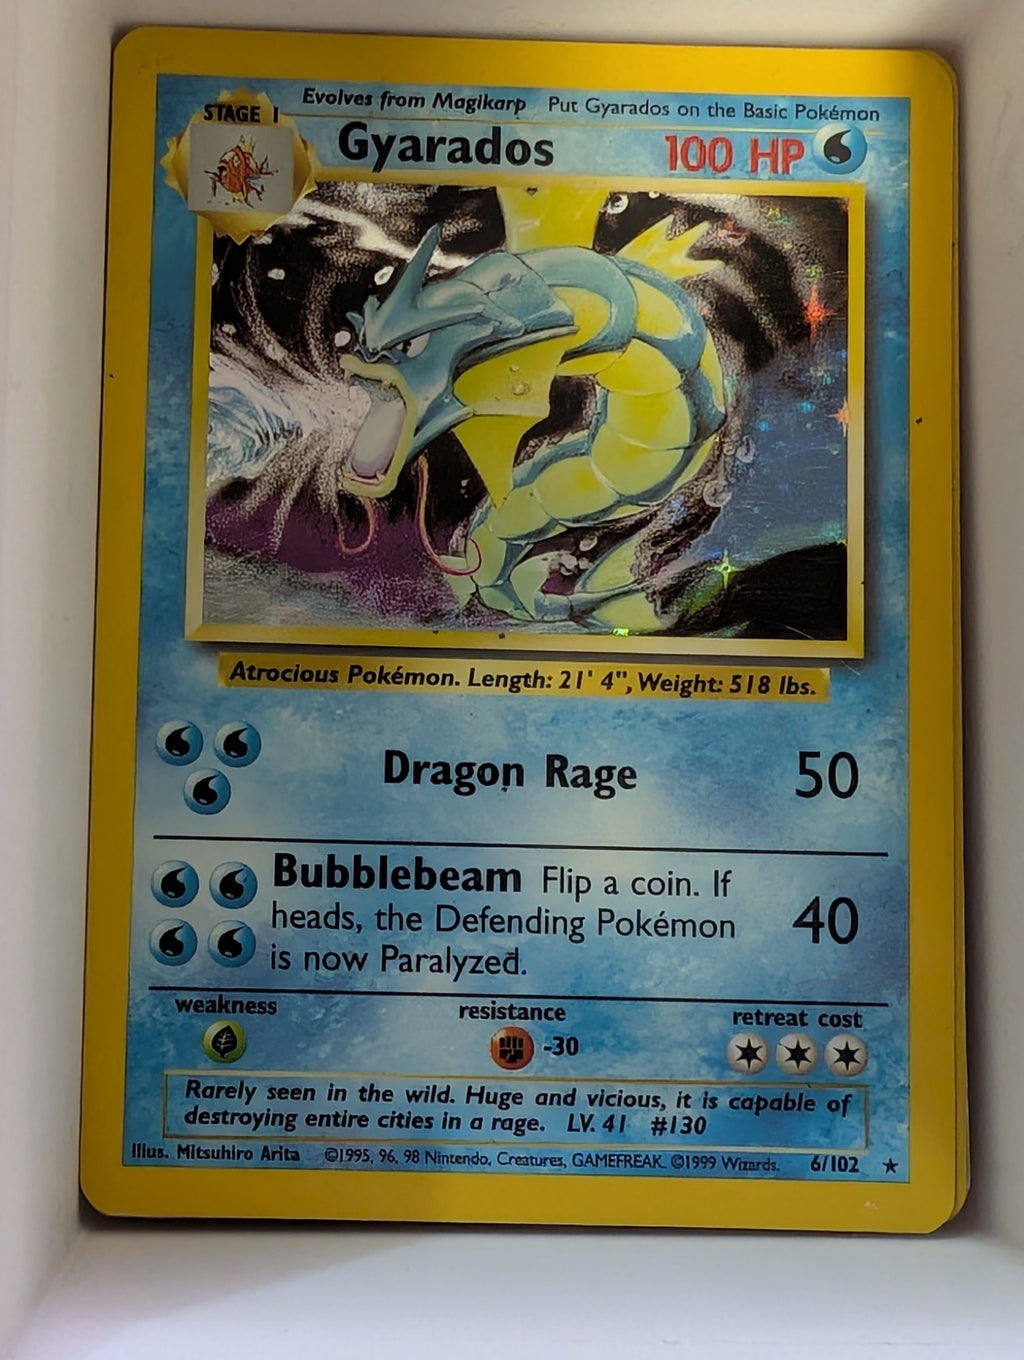 Evolves from Magikarp Put Gyarados on the Basic Pokémon
STAGE 1
Gyarados 100 HP
Atrocious Pokémon. Length: 21' 4", Weight: 518 lbs.
Dragon Rage 50
Bubblebeam Flip a coin. If
heads, the Defending Pokémon
is now Paralyzed.
40
weakness resistance retreat cost
-30
Rarely seen in the wild. Huge and vicious, it is capable of
destroying entire cities in a rage. LV. 41 #130
Illus. Mitsuhiro Arita ©1995, 96, 98 Nintendo, Creatures, GAMEFREAK. ©1999 Wizards. 6/102